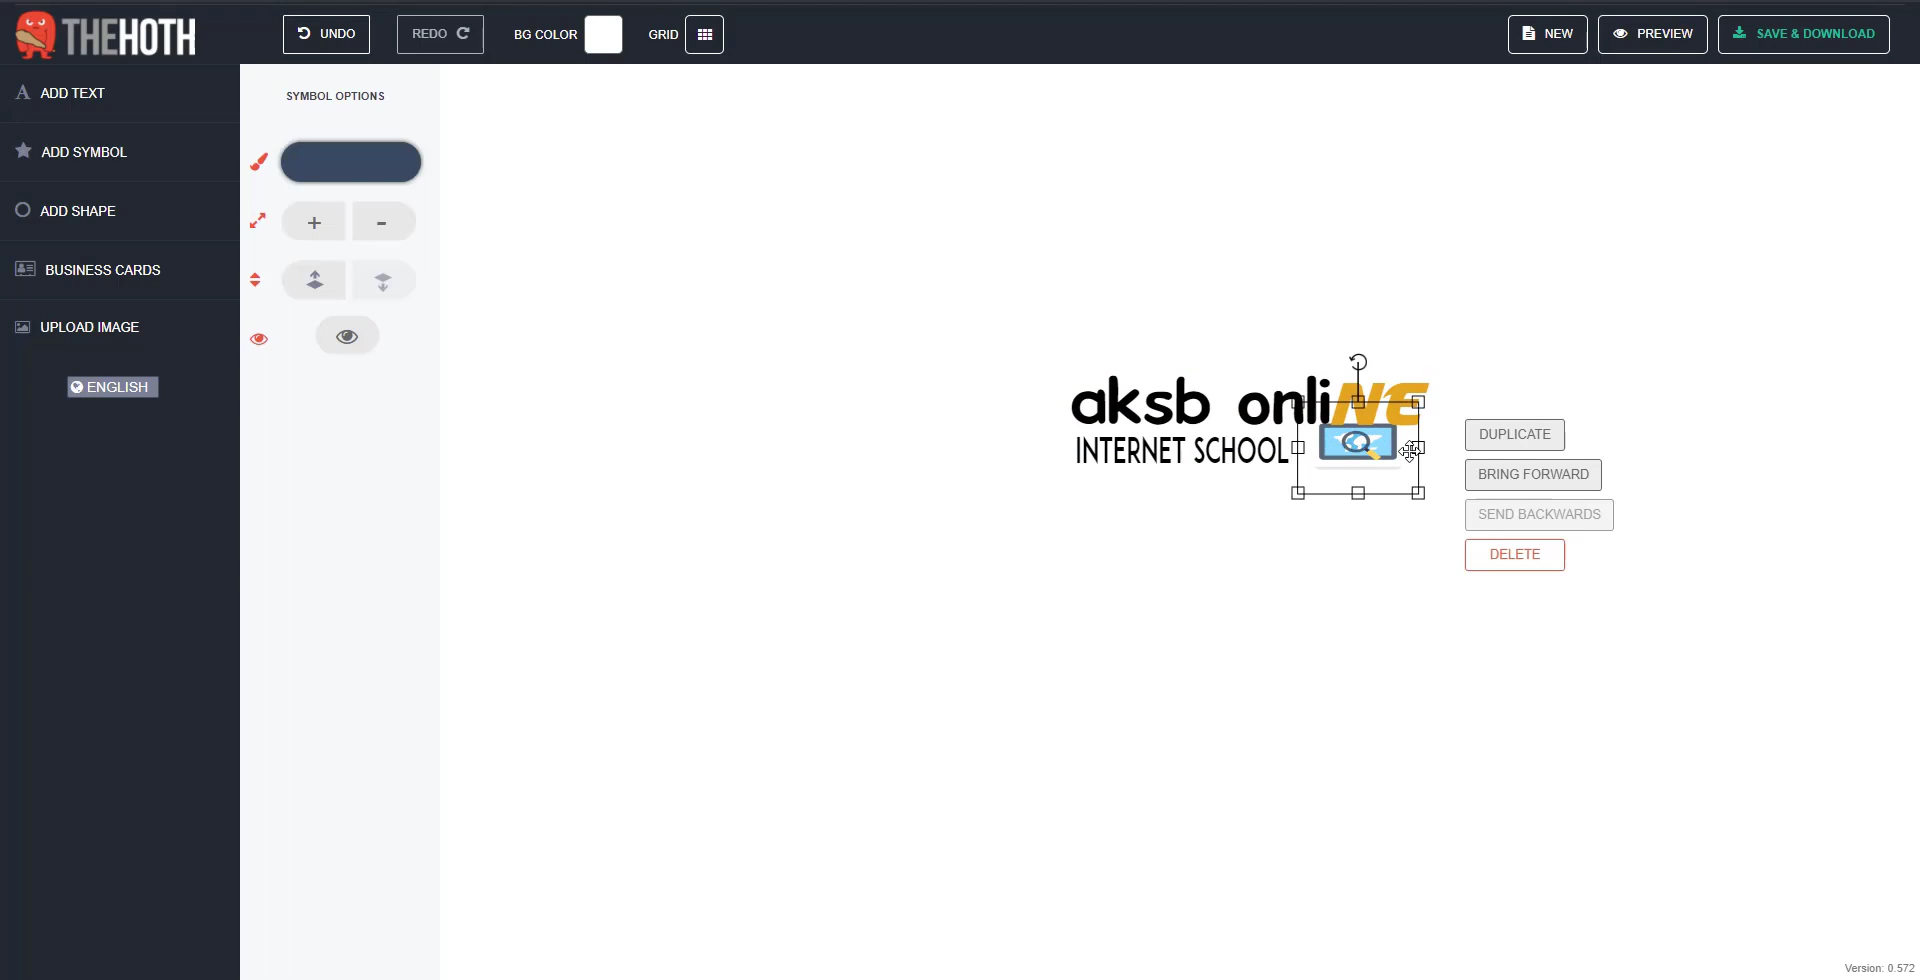 THEHOTH
UNDO
REDO
BG COLOR
GRID
NEW
PREVIEW
SAVE & DOWNLOAD
ADD TEXT
ADD SYMBOL
ADD SHAPE
BUSINESS CARDS
UPLOAD IMAGE
ENGLISH
SYMBOL OPTIONS
+ -
aksb onliNE
INTERNET SCHOOL
DUPLICATE
BRING FORWARD
SEND BACKWARDS
DELETE
Version: 0.572